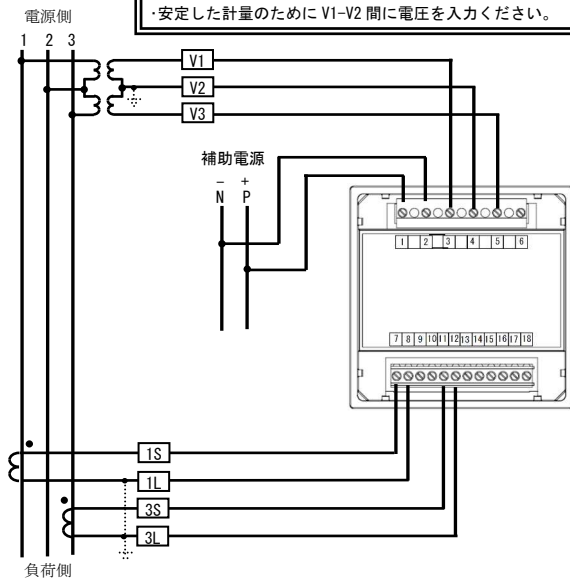 ·安定した計量のために V1-V2 間に電圧を入力ください。
電源側
1 2 3
V1
V2
V3
補助電源
- +
N P
1 2 3 4 5 6
7 8 9 10 11 12 13 14 15 16 17 18
1S
1L
3S
3L
負荷側